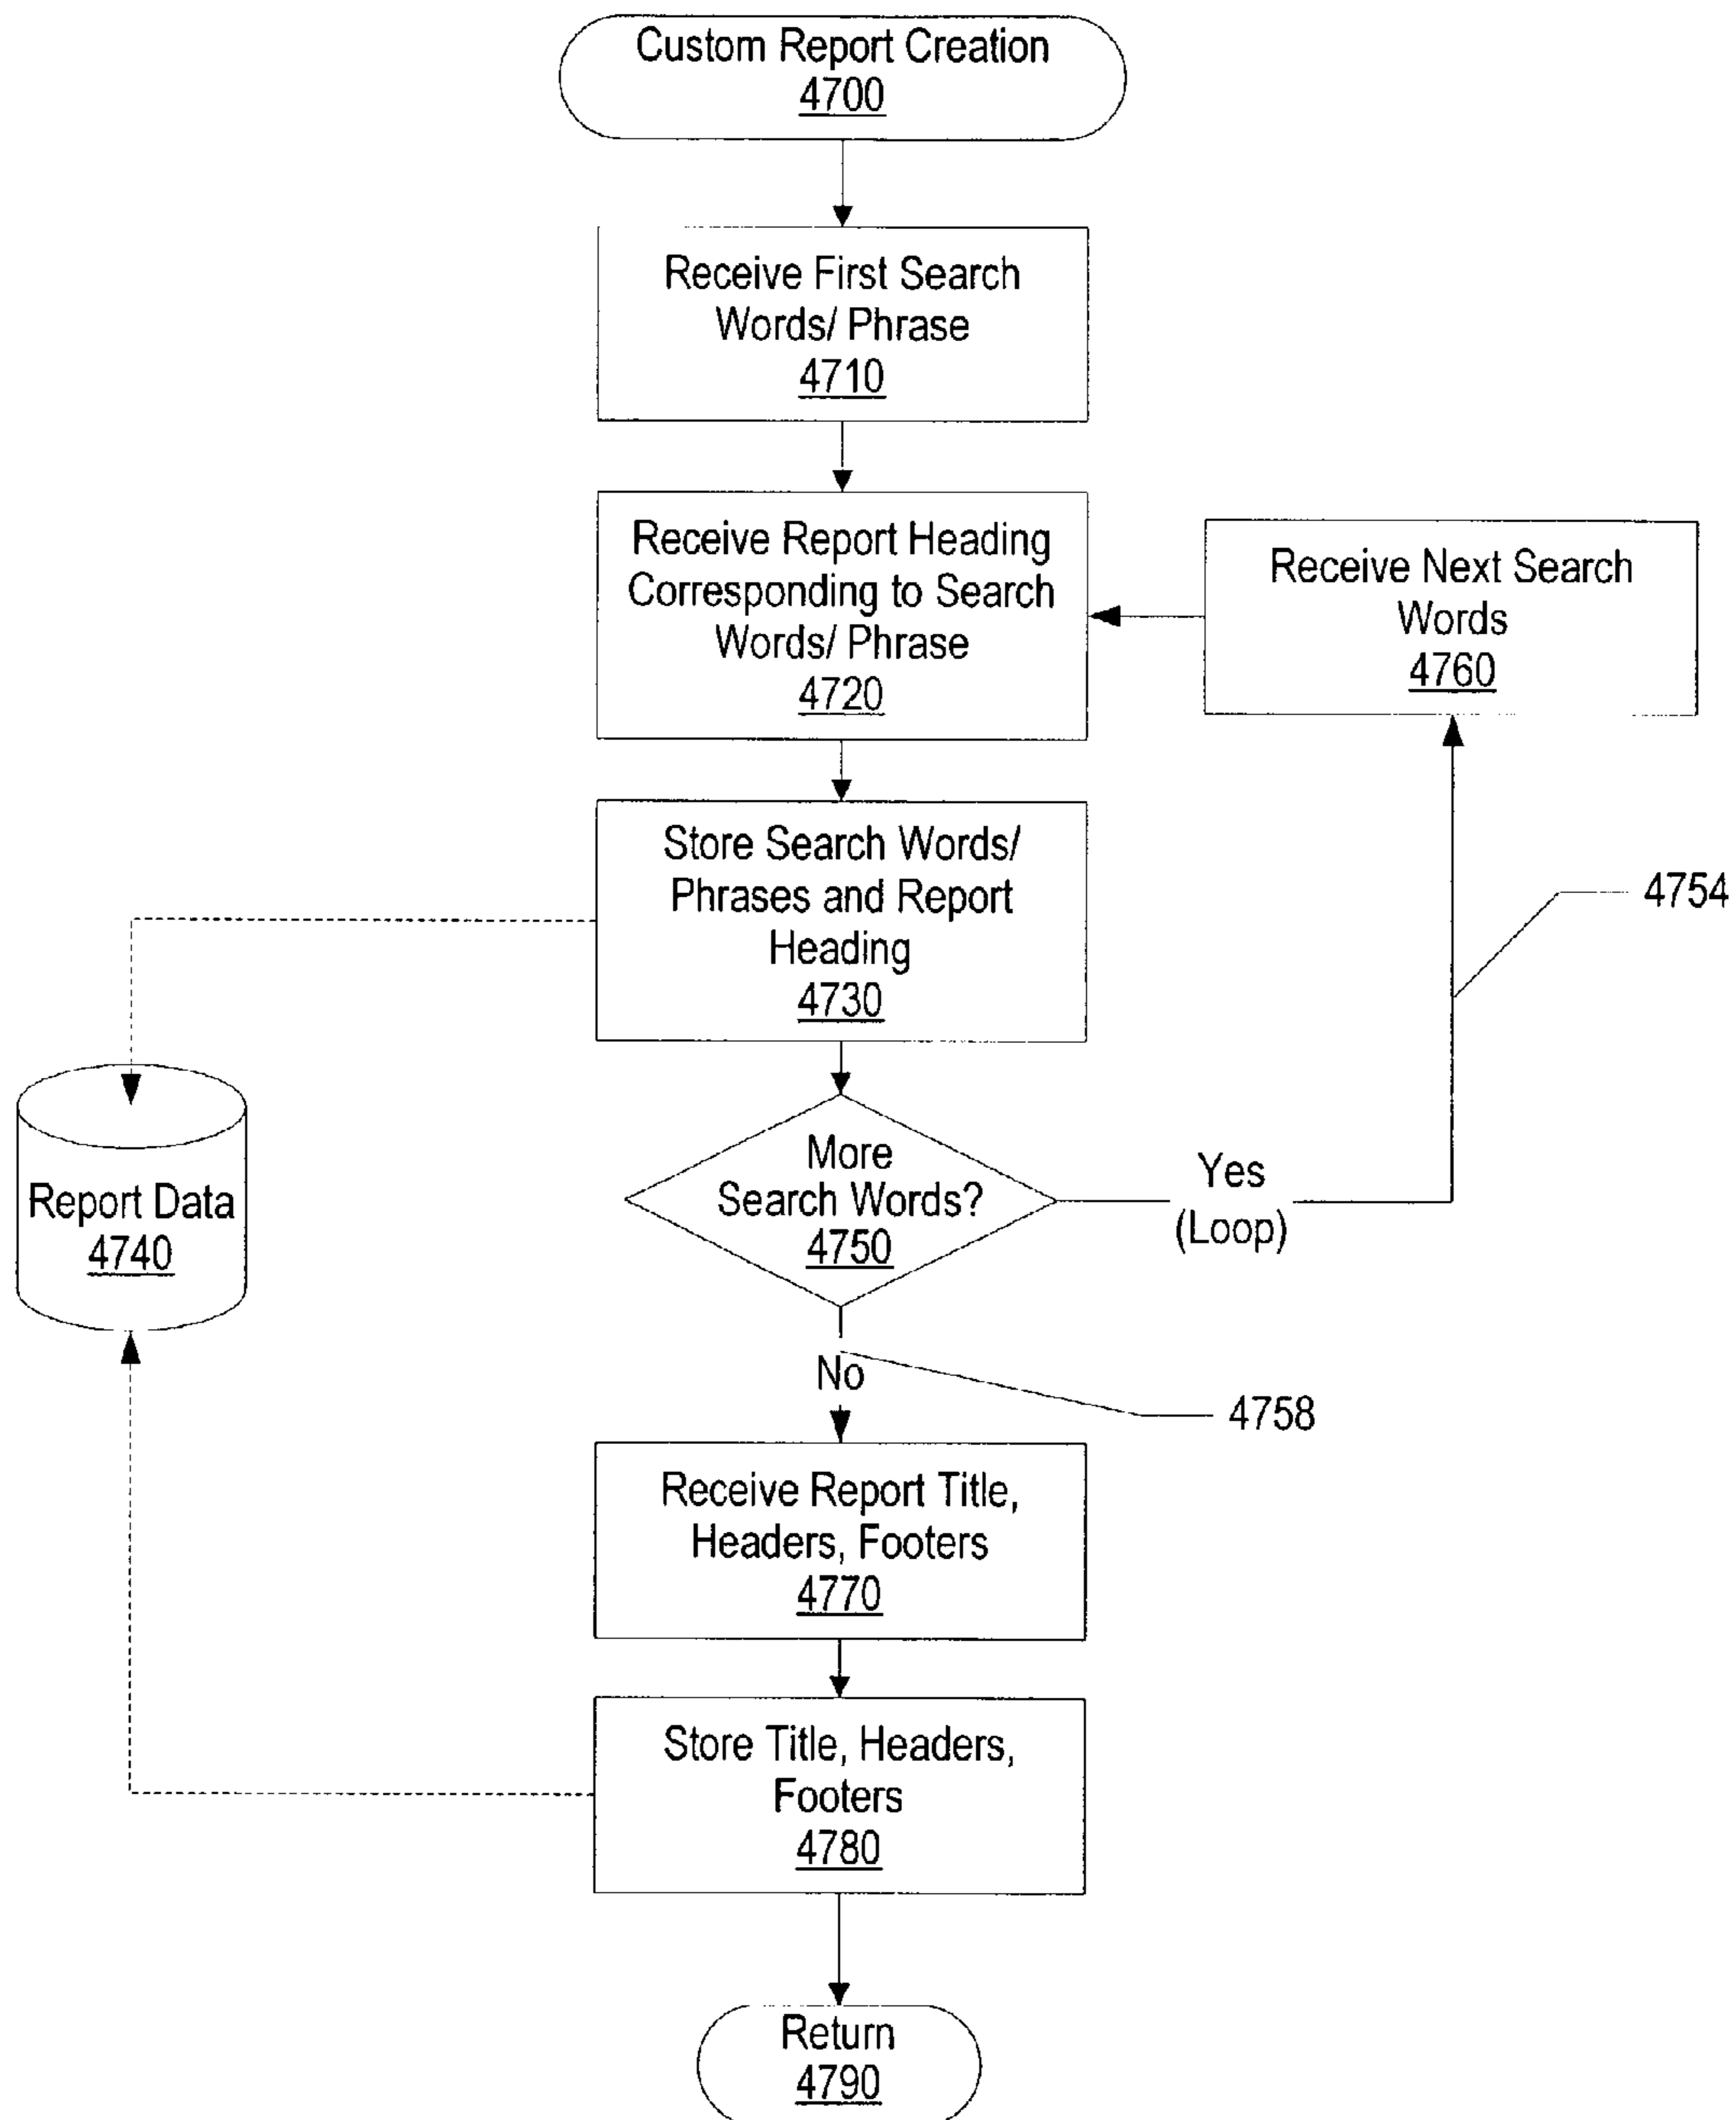 Custom Report Creation
4700
Receive First Search
Words/ Phrase
4710
Receive Report Heading
Corresponding to Search
Words/ Phrase
4720
Receive Next Search
Words
4760
Store Search Words/
Phrases and Report
Heading
4730
4754
Report Data
4740
More
Search Words?
4750
Yes
(Loop)
No
4758
Receive Report Title,
Headers, Footers
4770
Store Title, Headers,
Footers
4780
Return
4790